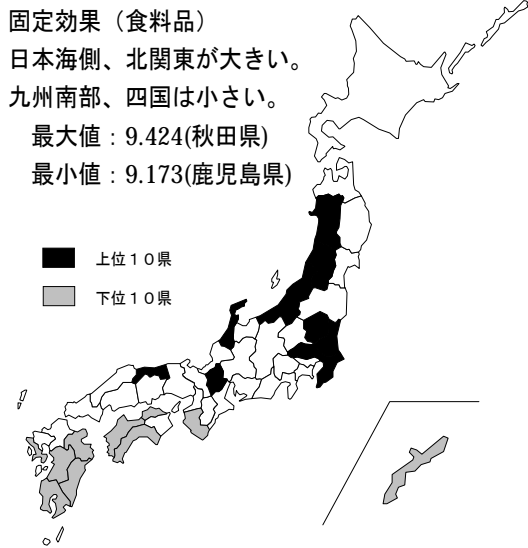 固定効果（食料品）
日本海側、北関東が大きい。
九州南部、四国は小さい。
最大値：9.424(秋田県)
最小値：9.173(鹿児島県)
上位１０県
下位１０県